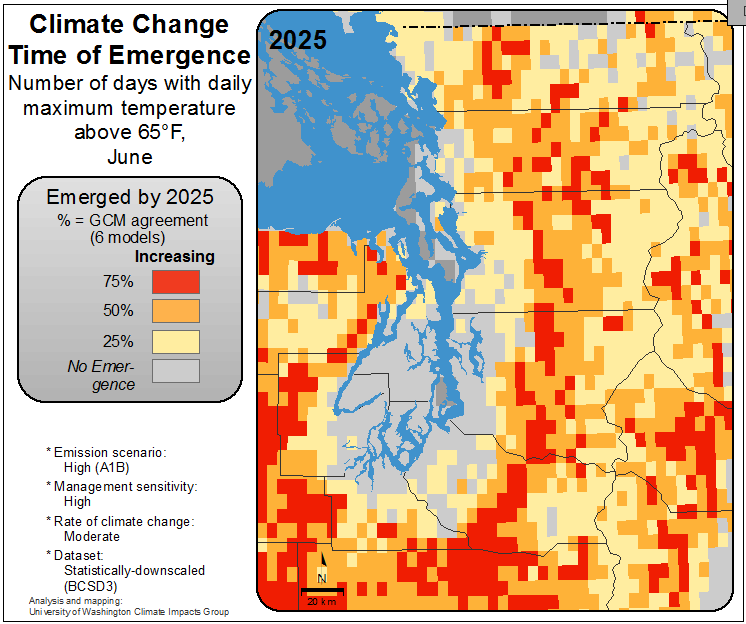 Climate Change
Time of Emergence
Number of days with daily
maximum temperature
above 65°F,
June
Emerged by 2025
% = GCM agreement
(6 models)
Increasing
75%
50%
25%
No Emer-
gence
* Emission scenario:
High (A1B)
* Management sensitivity:
High
* Rate of climate change:
Moderate
* Dataset:
Statistically-downscaled
(BCSD3)
Analysis and mapping:
University of Washington Climate Impacts Group
2025
N
20 km